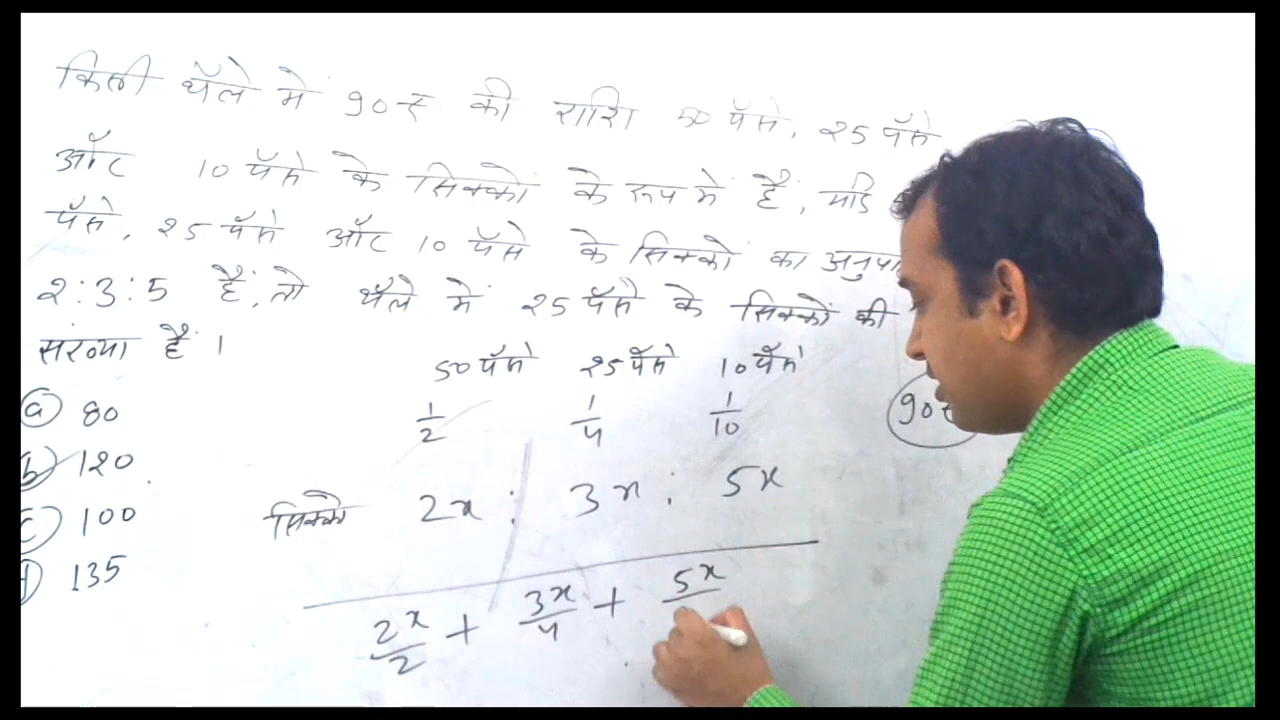 किसी थैले में 90₹ की राशि 50 पैसे, 25 पैसे
और 10 पैसे के सिक्कों के रूप में है, यदि
पैसे, 25 पैसे और 10 पैसे के सिक्कों का अनुपा
2:3:5 है, तो थैले में 25 पैसे के सिक्कों की
संख्या है ।
50 पैसे 25 पैसे 10 पैसे
1/2 1/4 1/10
सिक्के 2x : 3x : 5x
2x/2 + 3x/4 + 5x
ⓐ 80
ⓑ 120
ⓒ 100
ⓓ 135
90₹